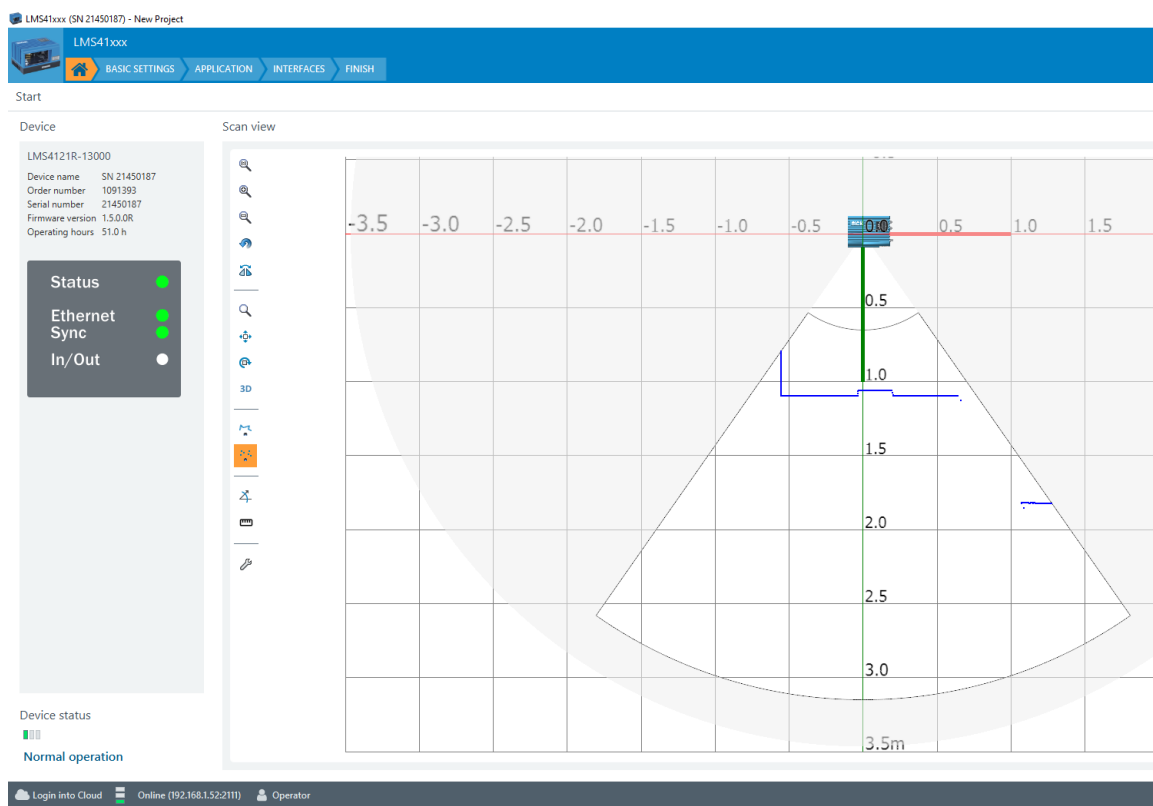 LMS41xxx (SN 21450187) - New Project
LMS41xxx
BASIC SETTINGS APPLICATION INTERFACES FINISH
Start
Device
LMS4121R-13000
Device name SN 21450187
Order number 1091393
Serial number 21450187
Firmware version 1.5.0.0R
Operating hours 51.0 h
Status
Ethernet
Sync
In/Out
Device status
Normal operation
Scan view
3D
-3.5 -3.0 -2.5 -2.0 -1.5 -1.0 -0.5 0.0 0.5 1.0 1.5
0.5
1.0
1.5
2.0
2.5
3.0
3.5m
Login into Cloud Online (192.168.1.52:2111) Operator